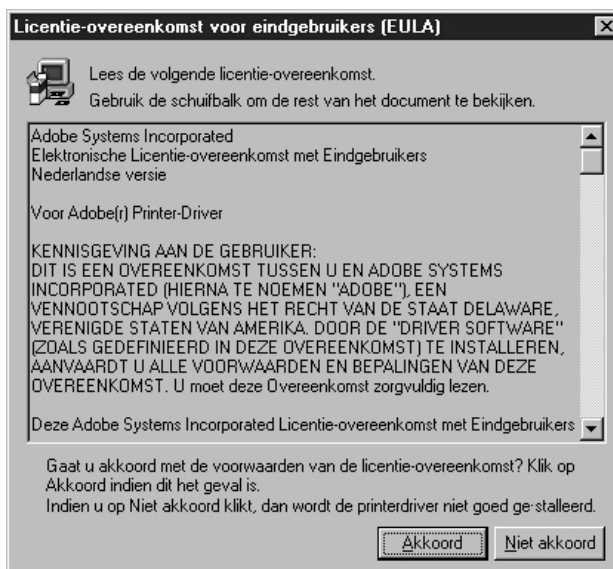 Licentie-overeenkomst voor eindgebruikers (EULA)
Lees de volgende licentie-overeenkomst.
Gebruik de schuifbalk om de rest van het document te bekijken.
Adobe Systems Incorporated
Elektronische Licentie-overeenkomst met Eindgebruikers
Nederlandse versie
Voor Adobe(r) Printer-Driver
KENNISGEVING AAN DE GEBRUIKER:
DIT IS EEN OVEREENKOMST TUSSEN U EN ADOBE SYSTEMS
INCORPORATED (HIERNA TE NOEMEN "ADOBE"), EEN
VENNOOTSCHAP VOLGENS HET RECHT VAN DE STAAT DELAWARE,
VERENIGDE STATEN VAN AMERIKA. DOOR DE "DRIVER SOFTWARE"
(ZOALS GEDEFINIEERD IN DEZE OVEREENKOMST) TE INSTALLEREN,
AANVAARDT U ALLE VOORWAARDEN EN BEPALINGEN VAN DEZE
OVEREENKOMST. U moet deze Overeenkomst zorgvuldig lezen.
Deze Adobe Systems Incorporated Licentie-overeenkomst met Eindgebruikers
Gaat u akkoord met de voorwaarden van de licentie-overeenkomst? Klik op
Akkoord indien dit het geval is.
Indien u op Niet akkoord klikt, dan wordt de printerdriver niet goed ge·stalleerd.
Akkoord
Niet akkoord